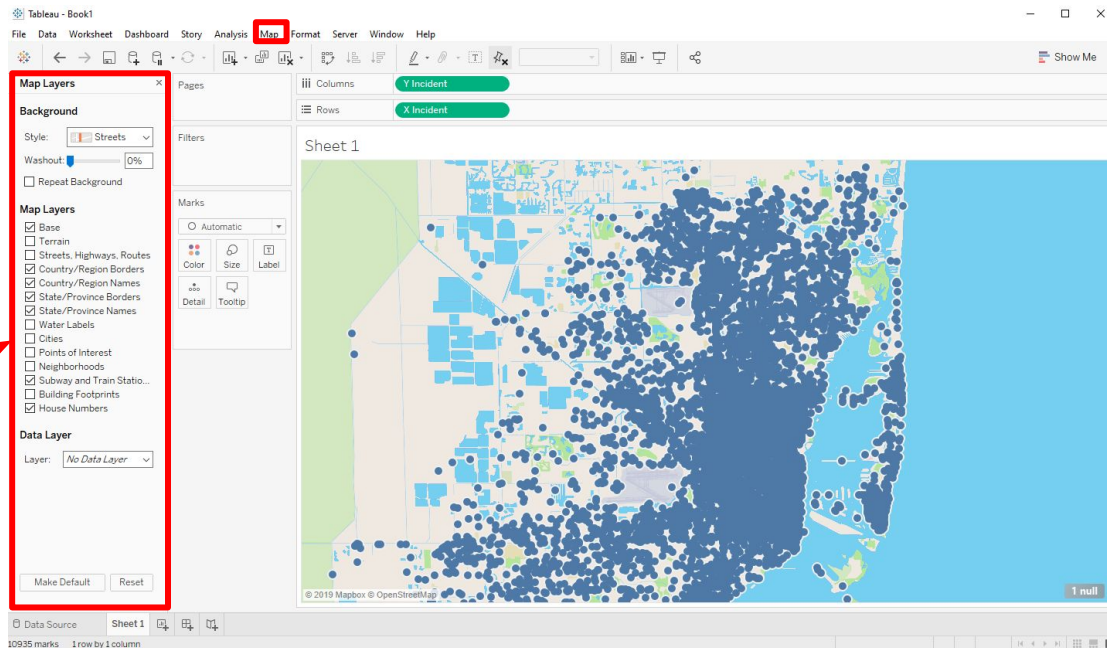 Tableau - Book1
File Data Worksheet Dashboard Story Analysis Map Format Server Window Help
Show Me
Map Layers
Background
Style: Streets
Washout: 0%
Repeat Background
Map Layers
Base
Terrain
Streets, Highways, Routes
Country/Region Borders
Country/Region Names
State/Province Borders
State/Province Names
Water Labels
Cities
Points of Interest
Neighborhoods
Subway and Train Statio...
Building Footprints
House Numbers
Data Layer
Layer: No Data Layer
Make Default Reset
Pages
Filters
Marks
Automatic
Color Size T Label
Detail Tooltip
Columns Y Incident
Rows X Incident
Sheet 1
© 2019 Mapbox © OpenStreetMap
1 null
Data Source Sheet 1
10935 marks 1 row by 1 column